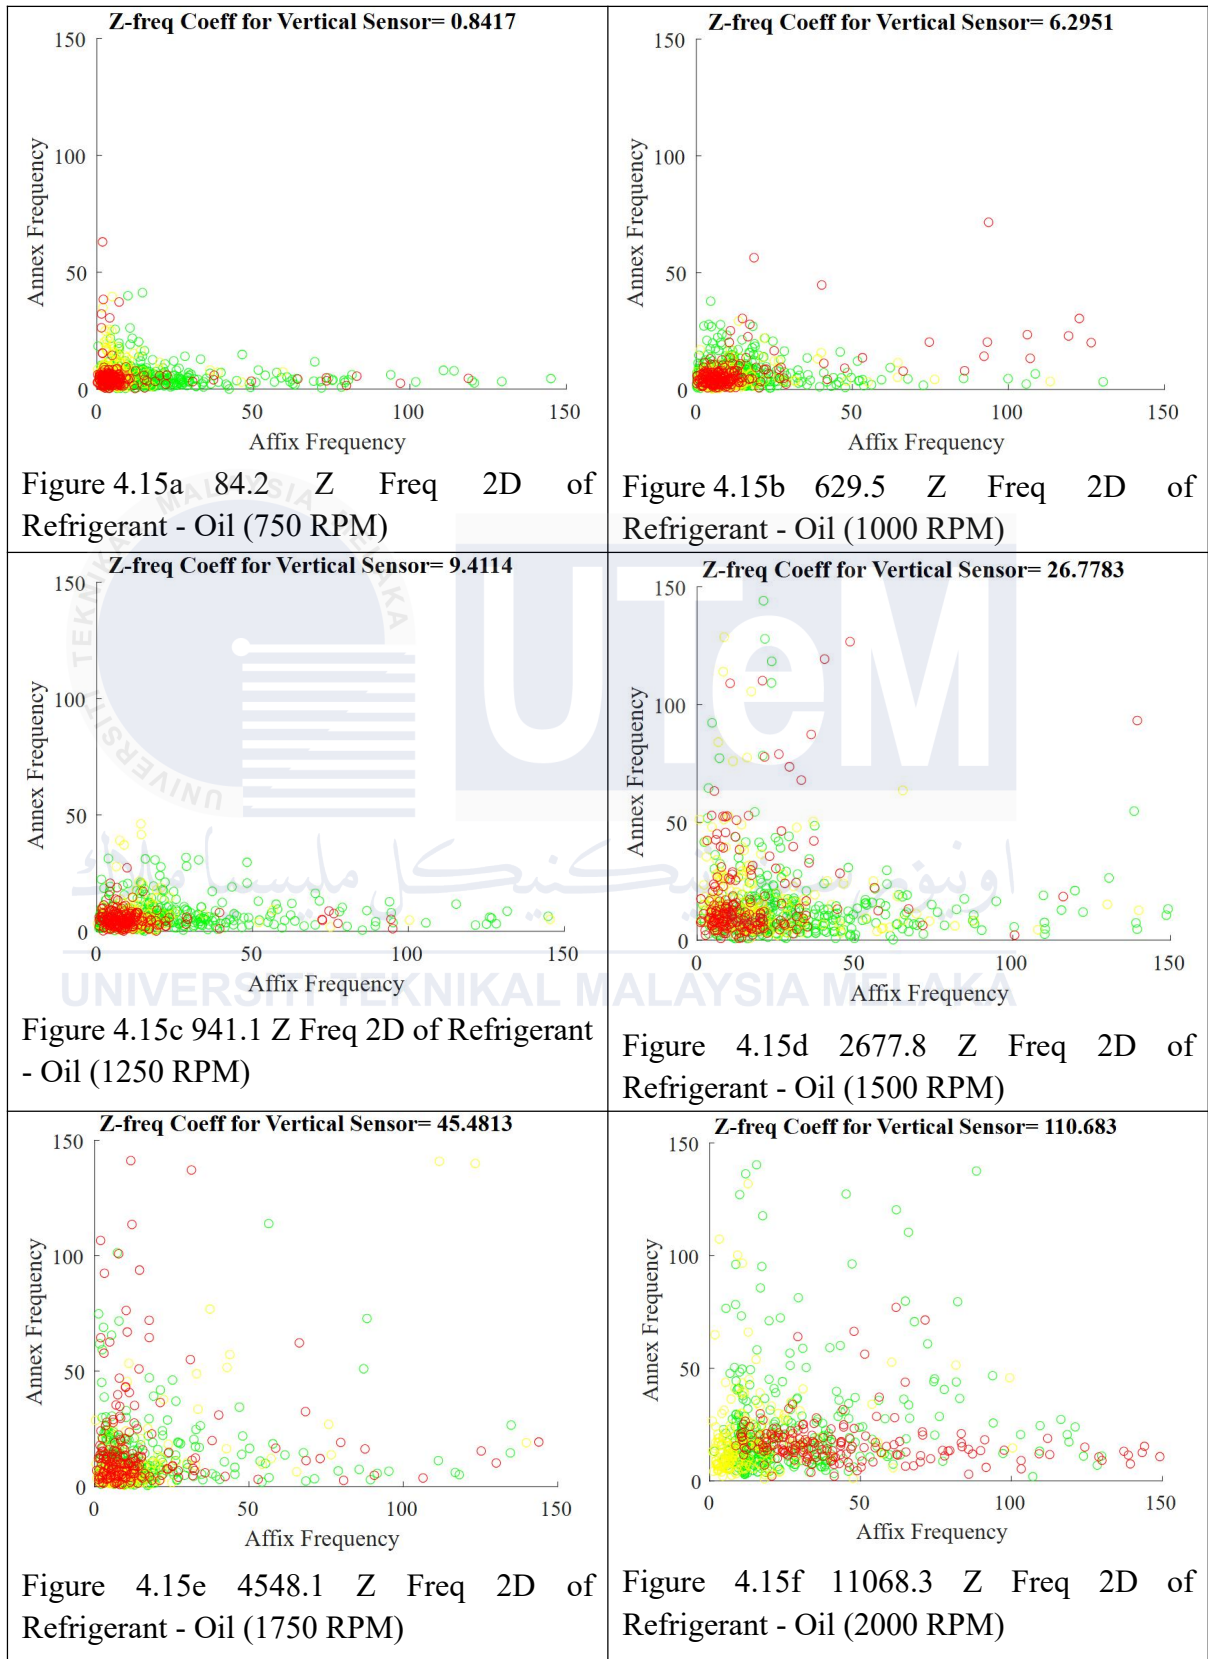 Z-freq Coeff for Vertical Sensor= 0.8417
150
100
50
0
Annex Frequency
0 50 100 150
Affix Frequency
Figure 4.15a 84.2 Z Freq 2D of
Refrigerant - Oil (750 RPM)
Z-freq Coeff for Vertical Sensor= 6.2951
150
100
50
0
Annex Frequency
0 50 100 150
Affix Frequency
Figure 4.15b 629.5 Z Freq 2D of
Refrigerant - Oil (1000 RPM)
Z-freq Coeff for Vertical Sensor= 9.4114
150
100
50
0
Annex Frequency
0 50 100 150
Affix Frequency
Figure 4.15c 941.1 Z Freq 2D of Refrigerant
- Oil (1250 RPM)
Z-freq Coeff for Vertical Sensor= 26.7783
150
100
50
0
Annex Frequency
0 50 100 150
Affix Frequency
Figure 4.15d 2677.8 Z Freq 2D of
Refrigerant - Oil (1500 RPM)
Z-freq Coeff for Vertical Sensor= 45.4813
150
100
50
0
Annex Frequency
0 50 100 150
Affix Frequency
Figure 4.15e 4548.1 Z Freq 2D of
Refrigerant - Oil (1750 RPM)
Z-freq Coeff for Vertical Sensor= 110.683
150
100
50
0
Annex Frequency
0 50 100 150
Affix Frequency
Figure 4.15f 11068.3 Z Freq 2D of
Refrigerant - Oil (2000 RPM)
UNIVERSITI TEKNIKAL MALAYSIA MELAKA
UTeM
UNIVERSITI TEKNIKAL MALAYSIA MELAKA